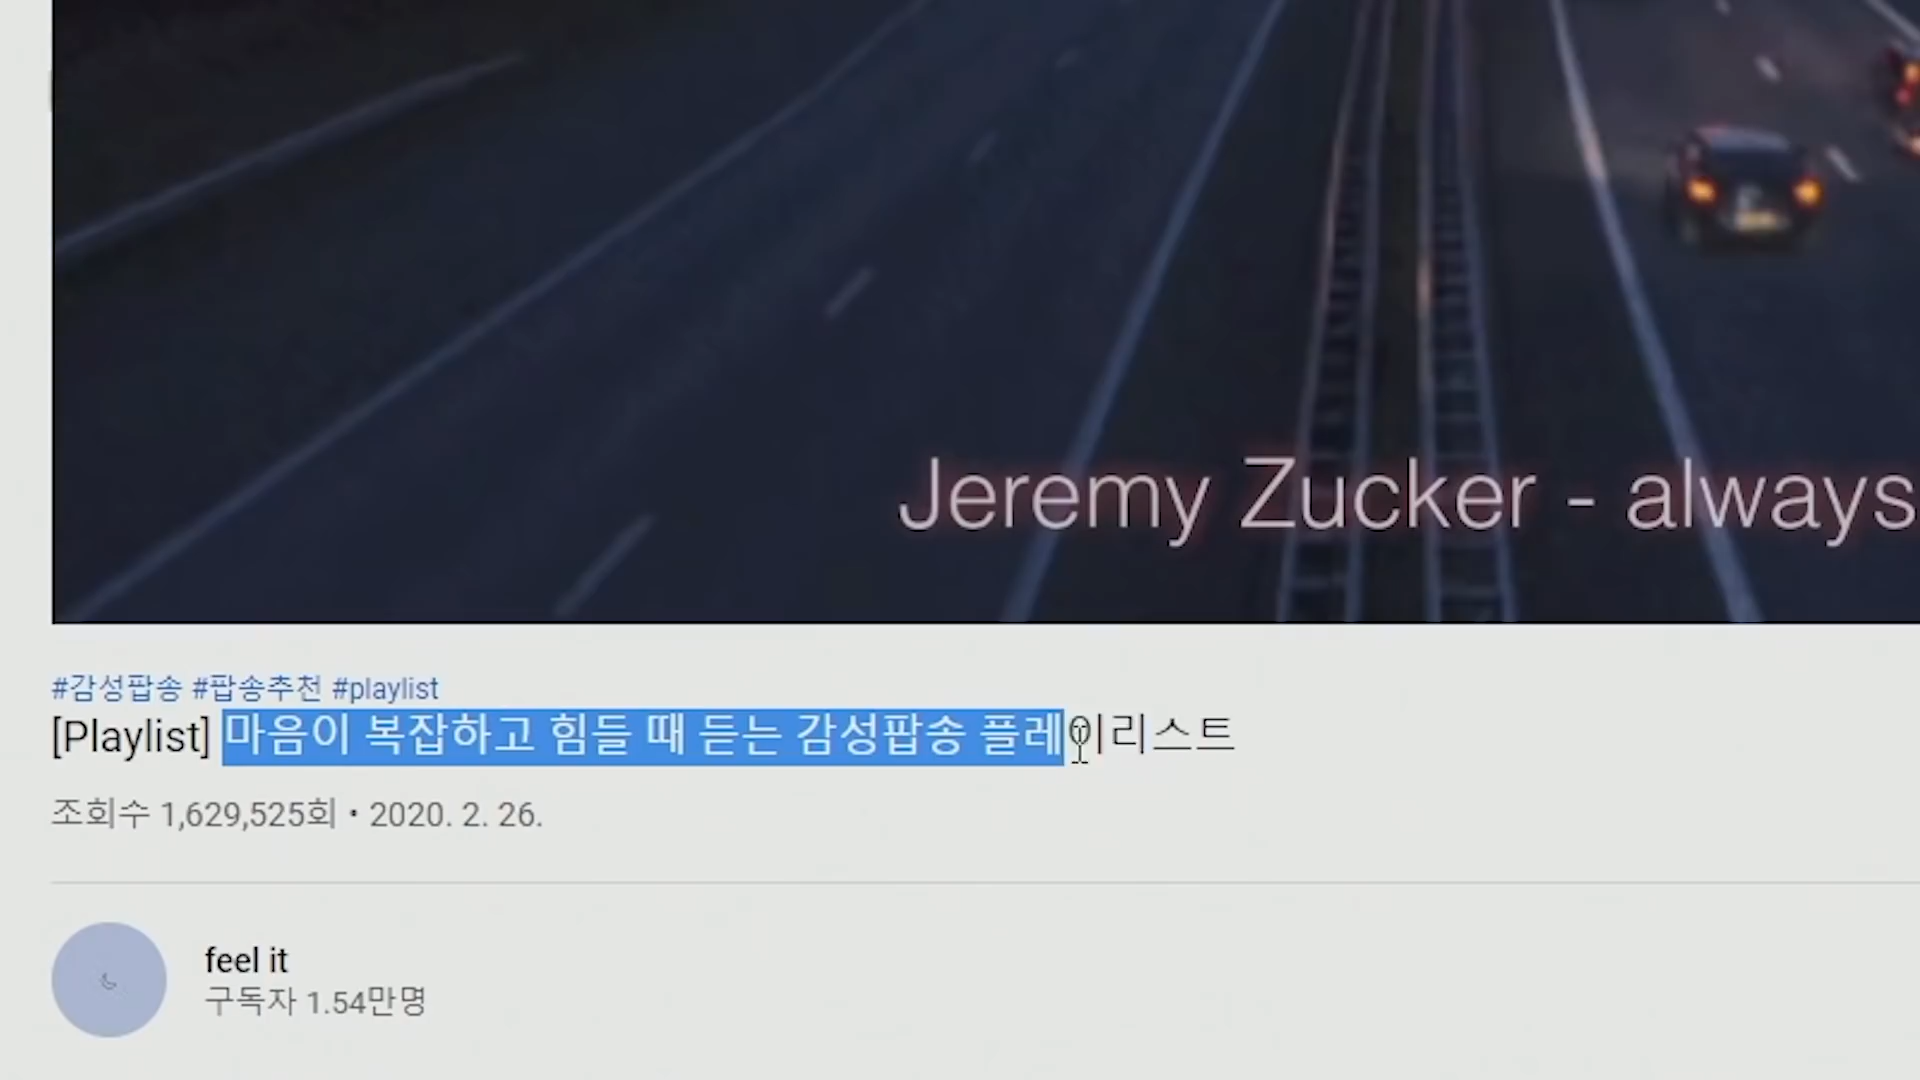 Jeremy Zucker - always
#감성팝송 #팝송추천 #playlist
[Playlist] 마음이 복잡하고 힘들 때 듣는 감성팝송 플레이리스트
조회수 1,629,525회 • 2020. 2. 26.
feel it
구독자 1.54만명